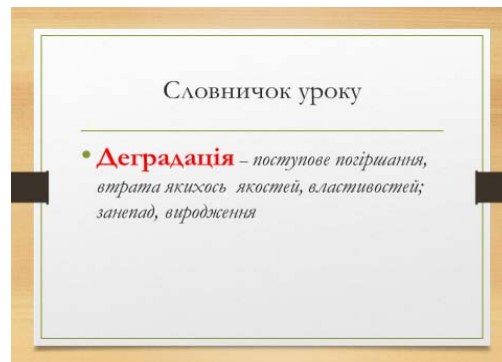 Словничок уроку
• Деградація – поступове погіршання,
втрата якихось якостей, властивостей;
занепад, виродження